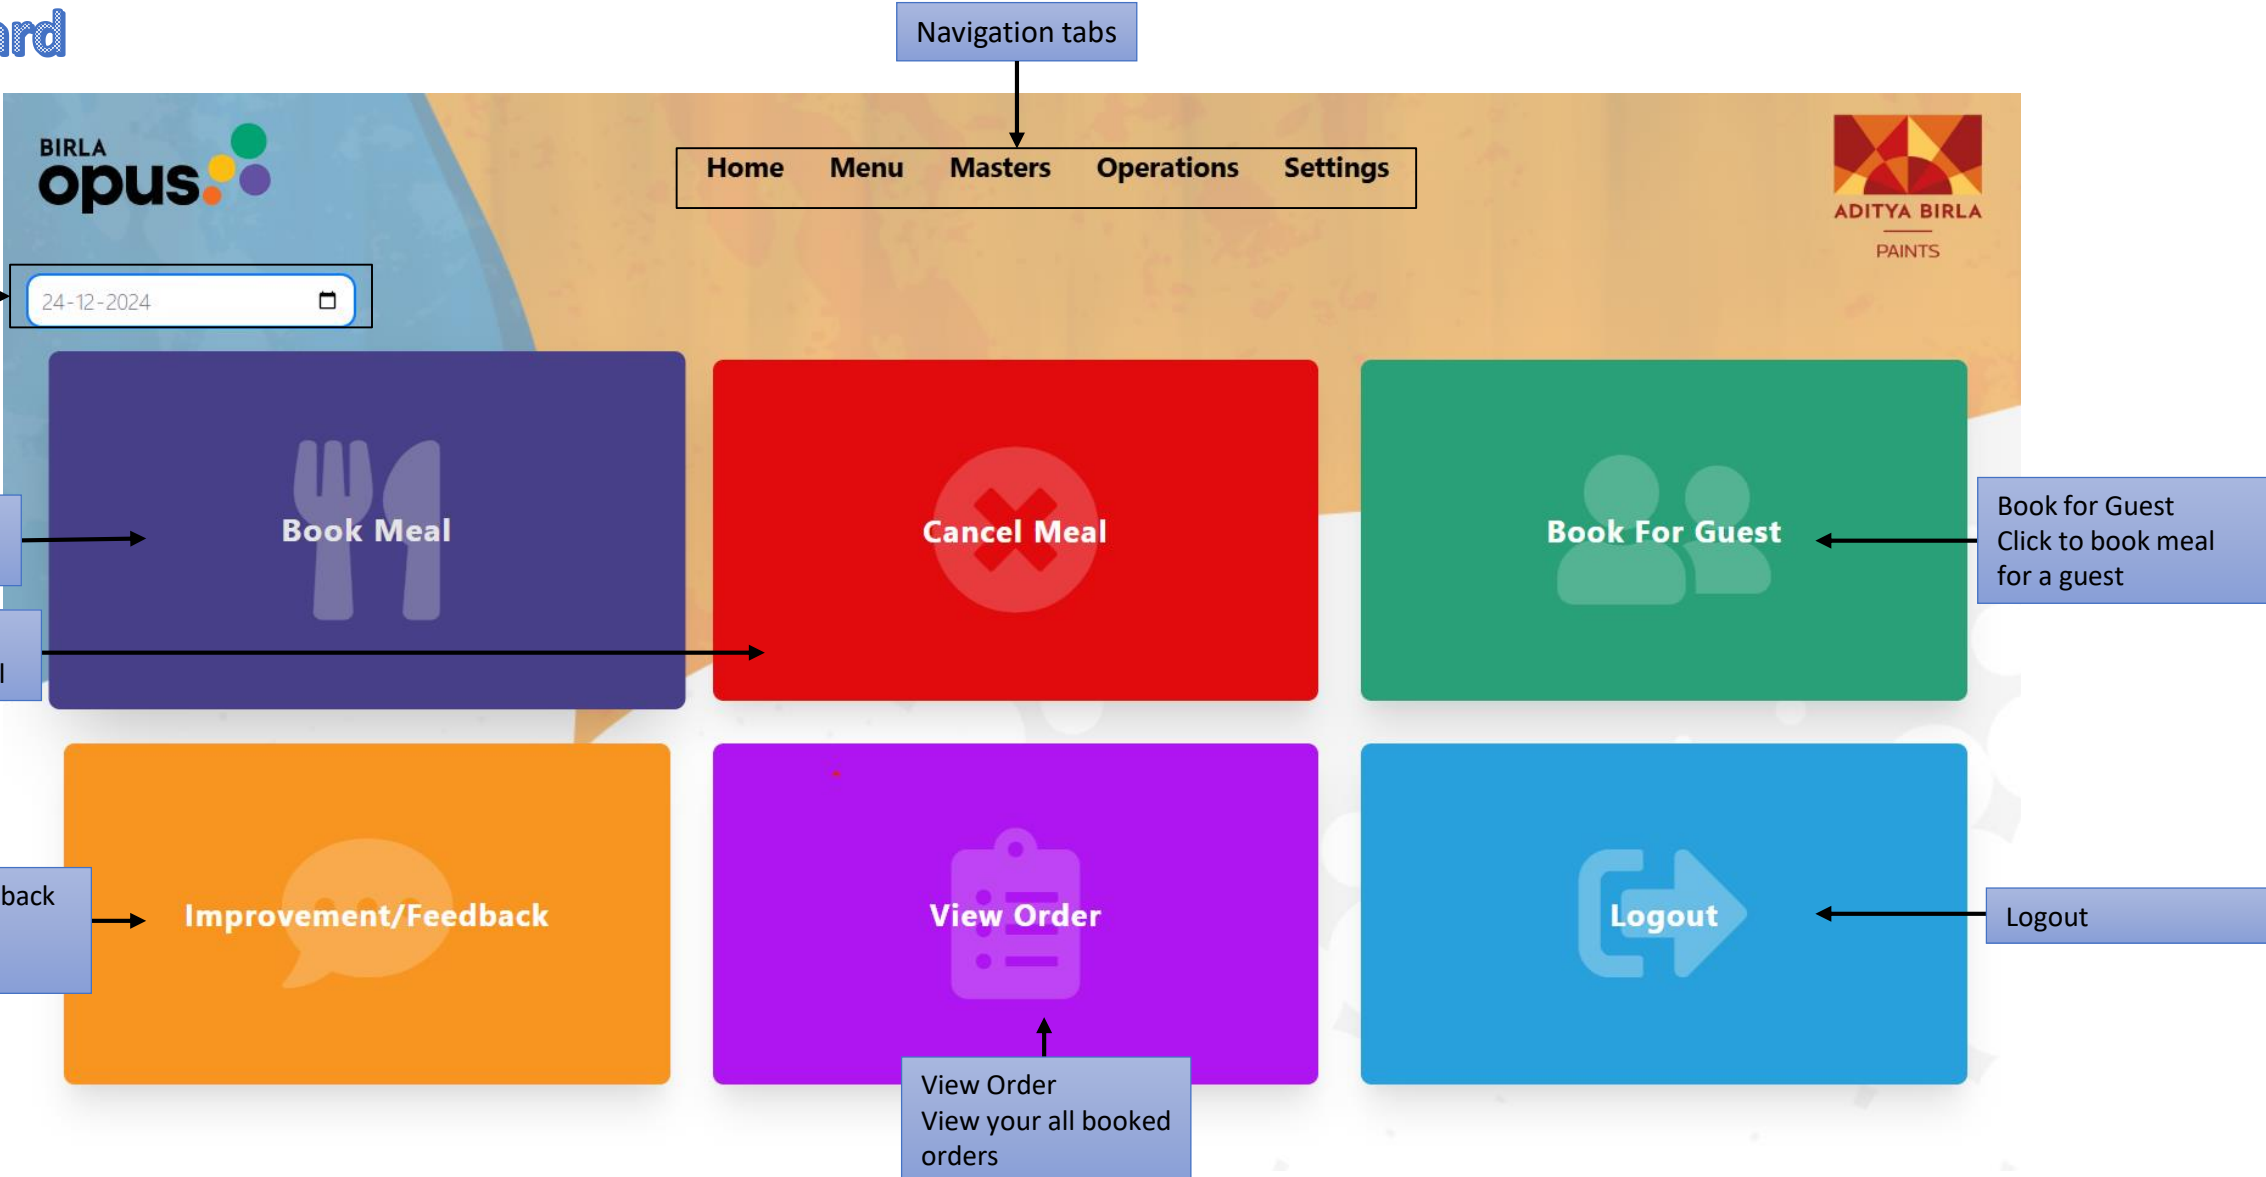 Navigation tabs
BIRLA
opus
Home Menu Masters Operations Settings
ADITYA BIRLA
PAINTS
24-12-2024
Book Meal
Cancel Meal
Book For Guest
Book for Guest
Click to book meal
for a guest
Improvement/Feedback
View Order
Logout
Logout
View Order
View your all booked
orders